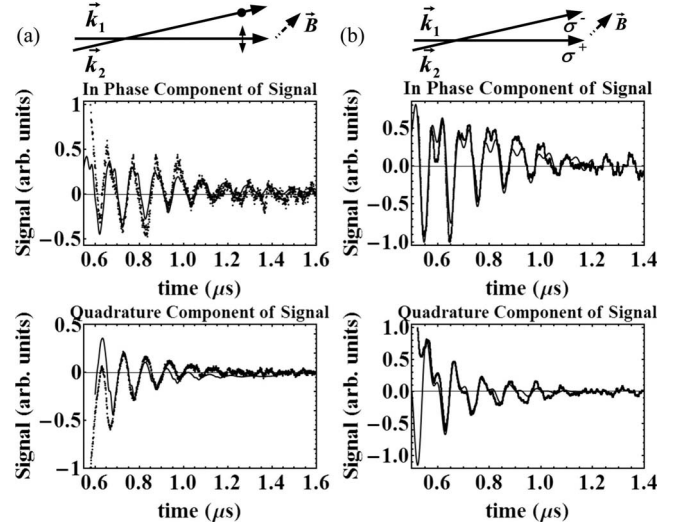 (a)
k⃗1
k⃗2
B⃗
In Phase Component of Signal
Signal (arb. units)
1
0.5
0
−0.5
0.6 0.8 1.0 1.2 1.4 1.6
time (μs)
Quadrature Component of Signal
Signal (arb. units)
0.5
0
−0.5
−1
0.6 0.8 1.0 1.2 1.4 1.6
time (μs)
(b)
k⃗1
k⃗2
σ-
σ+
B⃗
In Phase Component of Signal
Signal (arb. units)
0.5
0.0
−0.5
−1.0
0.6 0.8 1.0 1.2 1.4
time (μs)
Quadrature Component of Signal
Signal (arb. units)
1.0
0.5
0.0
−0.5
−1.0
0.6 0.8 1.0 1.2 1.4
time (μs)